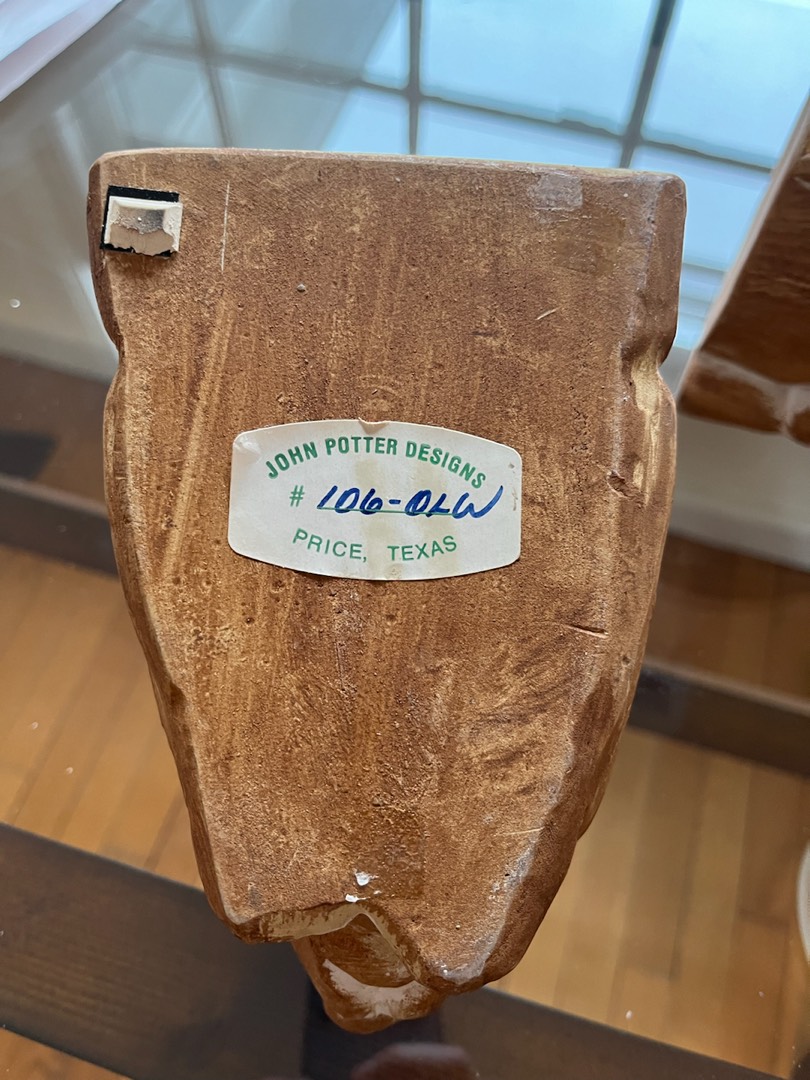 JOHN POTTER DESIGNS
# 106-OLW
PRICE, TEXAS